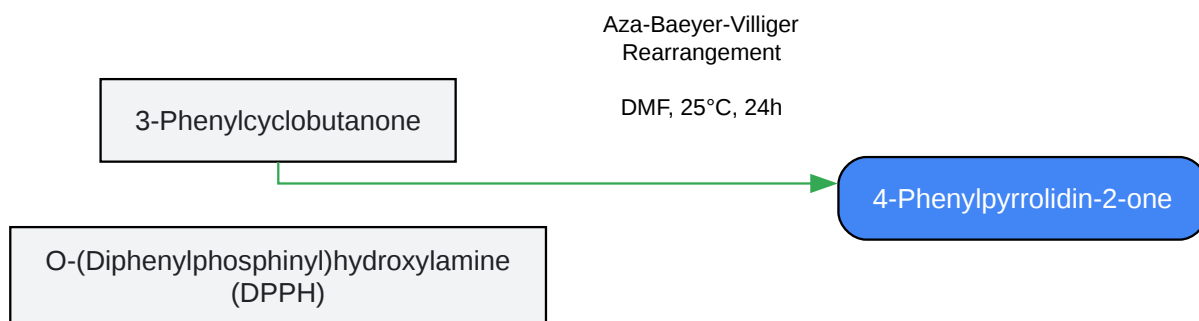 Aza-Baeyer-Villiger
Rearrangement
DMF, 25°C, 24h
3-Phenylcyclobutanone
4-Phenylpyrrolidin-2-one
O-(Diphenylphosphinyl)hydroxylamine
(DPPH)